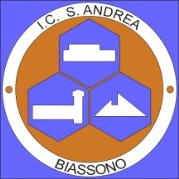 I.C. S. ANDREA
BIASSONO